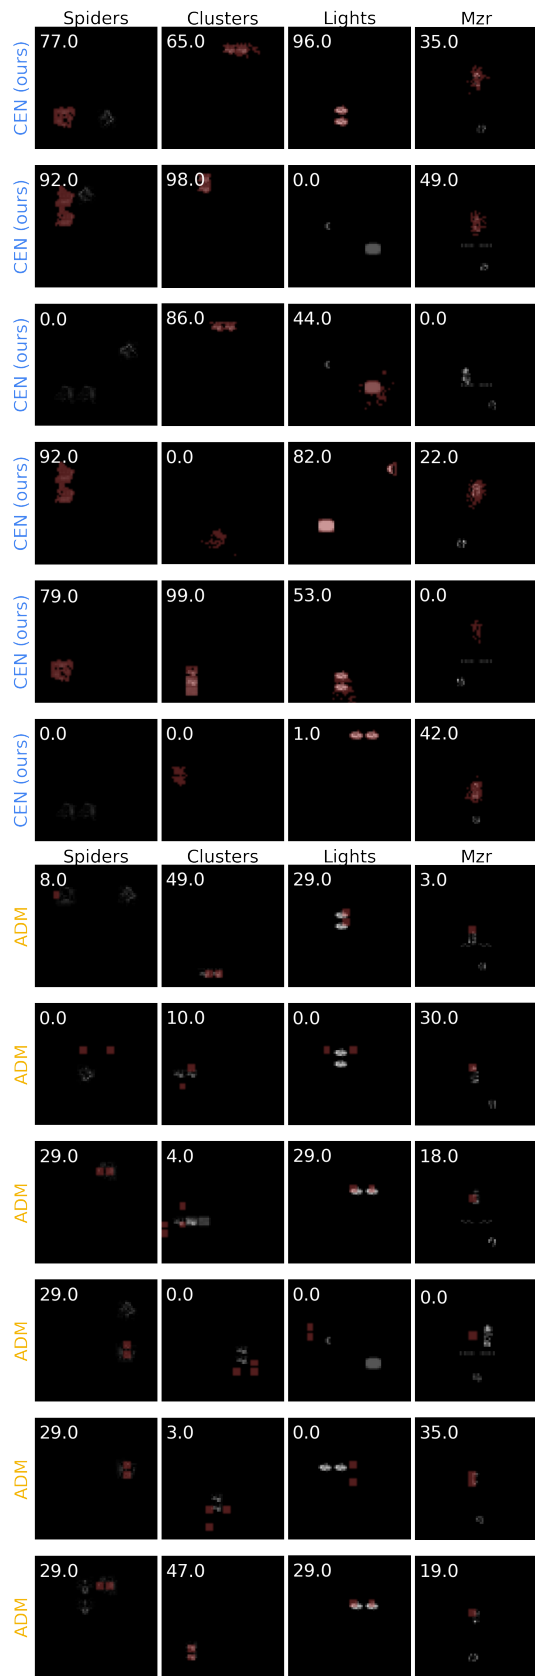 Spiders Clusters Lights Mzr
CEN (ours) 77.0 65.0 96.0 35.0
CEN (ours) 92.0 98.0 0.0 49.0
CEN (ours) 0.0 86.0 44.0 0.0
CEN (ours) 92.0 0.0 82.0 22.0
CEN (ours) 79.0 99.0 53.0 0.0
CEN (ours) 0.0 0.0 1.0 42.0
Spiders Clusters Lights Mzr
ADM 8.0 49.0 29.0 3.0
ADM 0.0 10.0 0.0 30.0
ADM 29.0 4.0 29.0 18.0
ADM 29.0 0.0 0.0 0.0
ADM 29.0 3.0 0.0 35.0
ADM 29.0 47.0 29.0 19.0